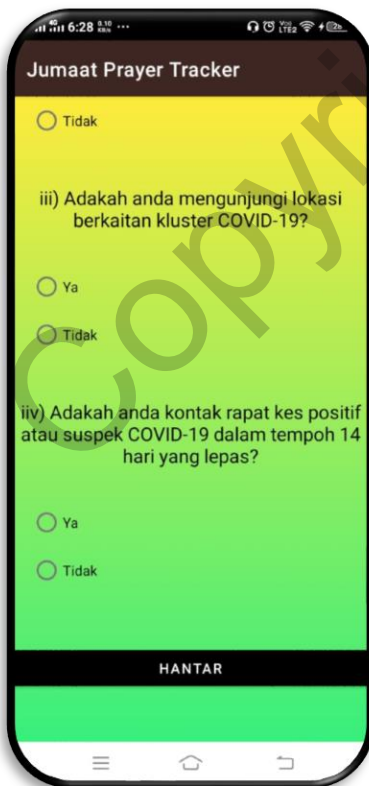 6:28
Jumaat Prayer Tracker
Tidak
iii) Adakah anda mengunjungi lokasi
berkaitan kluster COVID-19?
Ya
Tidak
iiv) Adakah anda kontak rapat kes positif
atau suspek COVID-19 dalam tempoh 14
hari yang lepas?
Ya
Tidak
HANTAR
Copyri